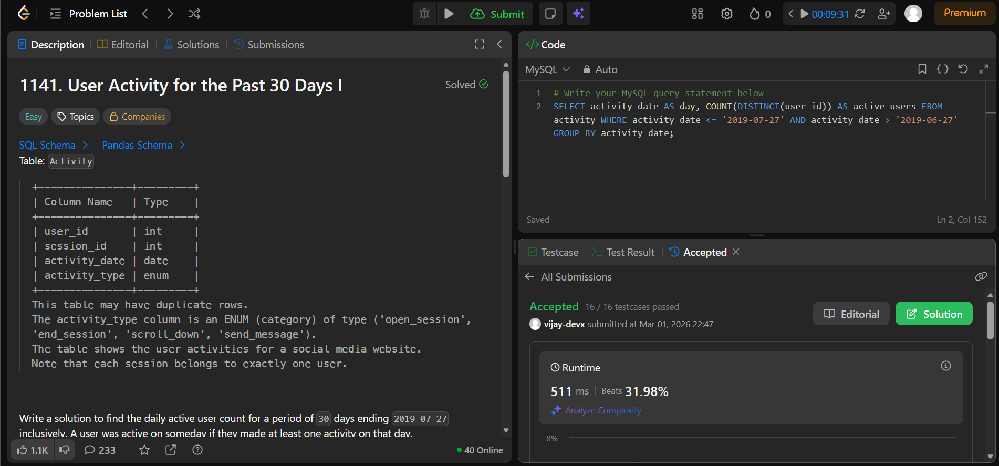 Problem List
Submit
0
00:09:31
Premium
Description
Editorial
Solutions
Submissions
1141. User Activity for the Past 30 Days I
Solved
Easy
Topics
Companies
SQL Schema
Pandas Schema
Table: Activity
+---------------+---------+
| Column Name   | Type    |
+---------------+---------+
| user_id       | int     |
| session_id    | int     |
| activity_date | date    |
| activity_type | enum    |
+---------------+---------+
This table may have duplicate rows.
The activity_type column is an ENUM (category) of type ('open_session',
'end_session', 'scroll_down', 'send_message').
The table shows the user activities for a social media website.
Note that each session belongs to exactly one user.
Write a solution to find the daily active user count for a period of 30 days ending 2019-07-27
inclusively. A user was active on someday if they made at least one activity on that day.
1.1K
233
40 Online
</> Code
MySQL
Auto
1 # Write your MySQL query statement below
2 SELECT activity_date AS day, COUNT(DISTINCT(user_id)) AS active_users FROM
activity WHERE activity_date <= '2019-07-27' AND activity_date > '2019-06-27'
GROUP BY activity_date;
Saved
Ln 2, Col 152
Testcase
Test Result
Accepted
All Submissions
Accepted 16 / 16 testcases passed
vijay-devx submitted at Mar 01, 2026 22:47
Editorial
Solution
Runtime
511 ms | Beats 31.98%
Analyze Complexity
8%